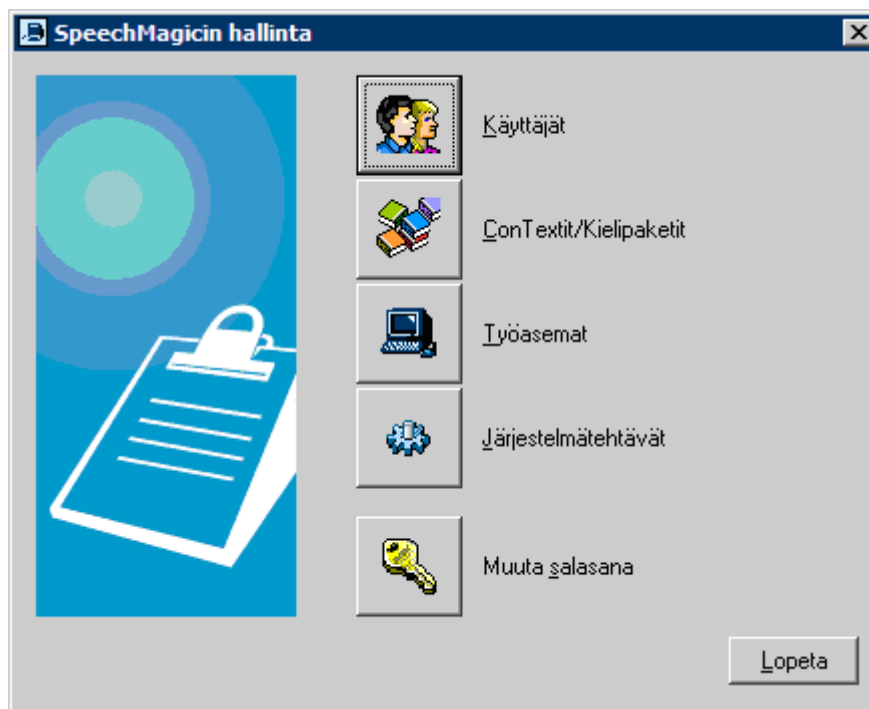 SpeechMagicin hallinta
Käyttäjät
ConTextit/Kielipaketit
Työasemat
Järjestelmätehtävät
Muuta salasana
Lopeta